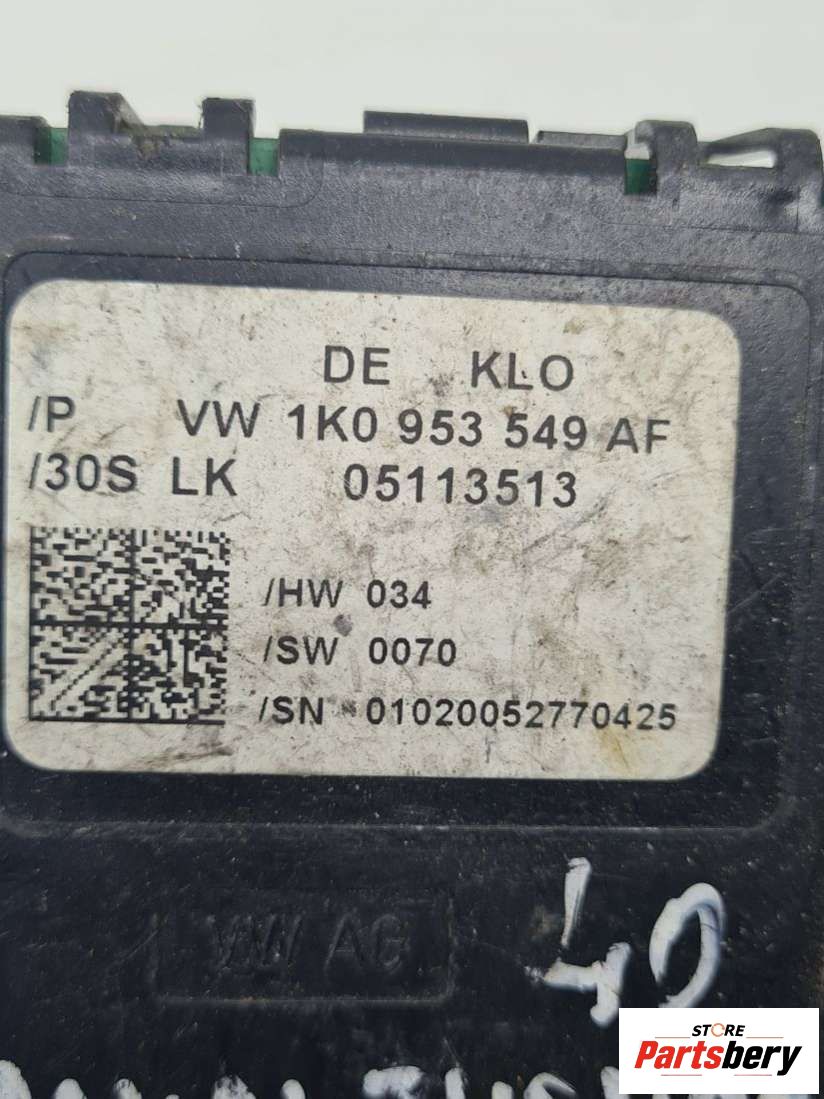 DE KLO
/P VW 1K0 953 549 AF
/30S LK 05113513
/HW 034
/SW 0070
/SN 01020052770425
VW AG
40
STORE
Partsbery